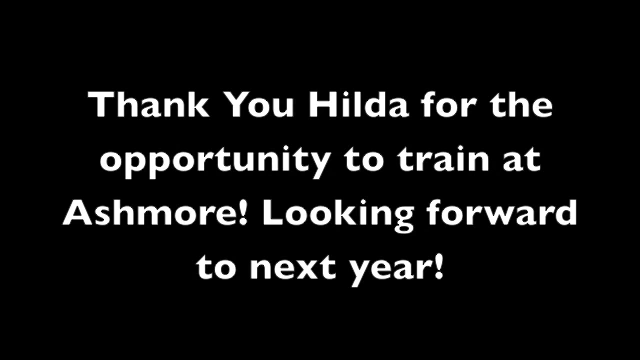 Thank You Hilda for the
opportunity to train at
Ashmore! Looking forward
to next year!